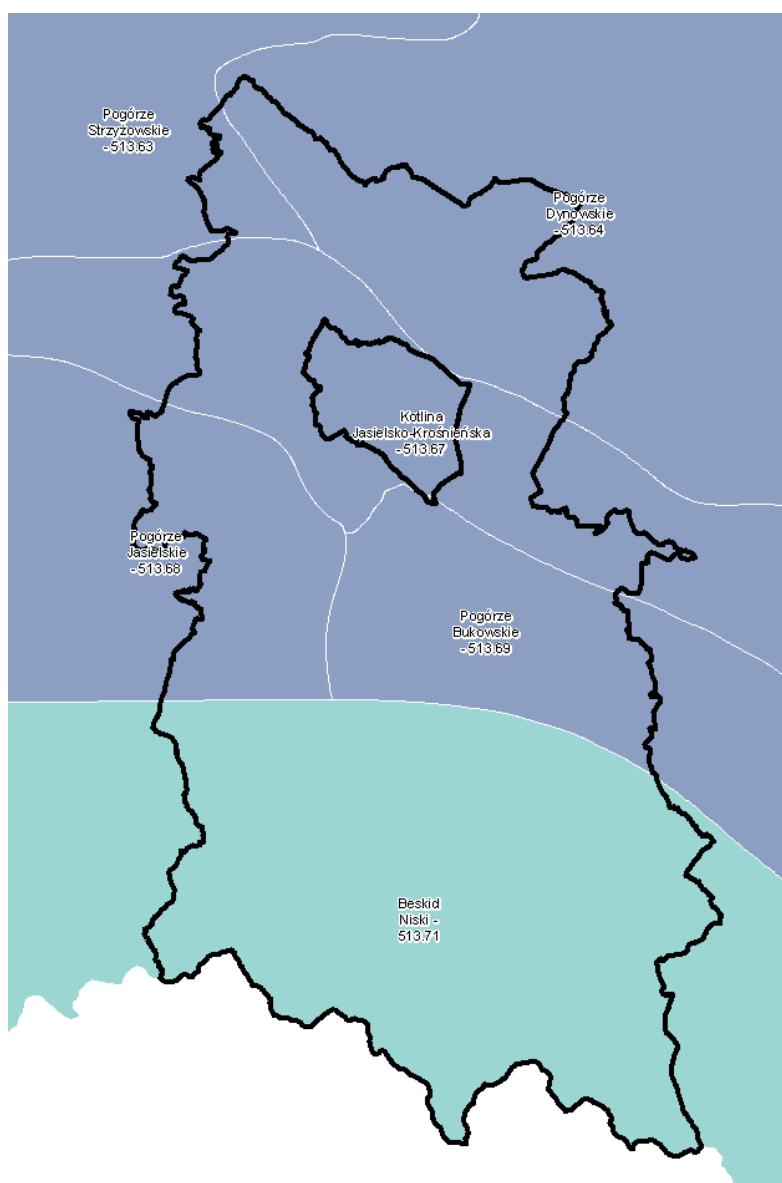 Pogórze
Strzyżowskie
- 513.63
Pogórze
Dynowskie
- 513.64
Kotlina
Jasielsko-Krośnieńska
- 513.67
Pogórze
Jasielskie
- 513.68
Pogórze
Bukowskie
- 513.69
Beskid
Niski -
513.71